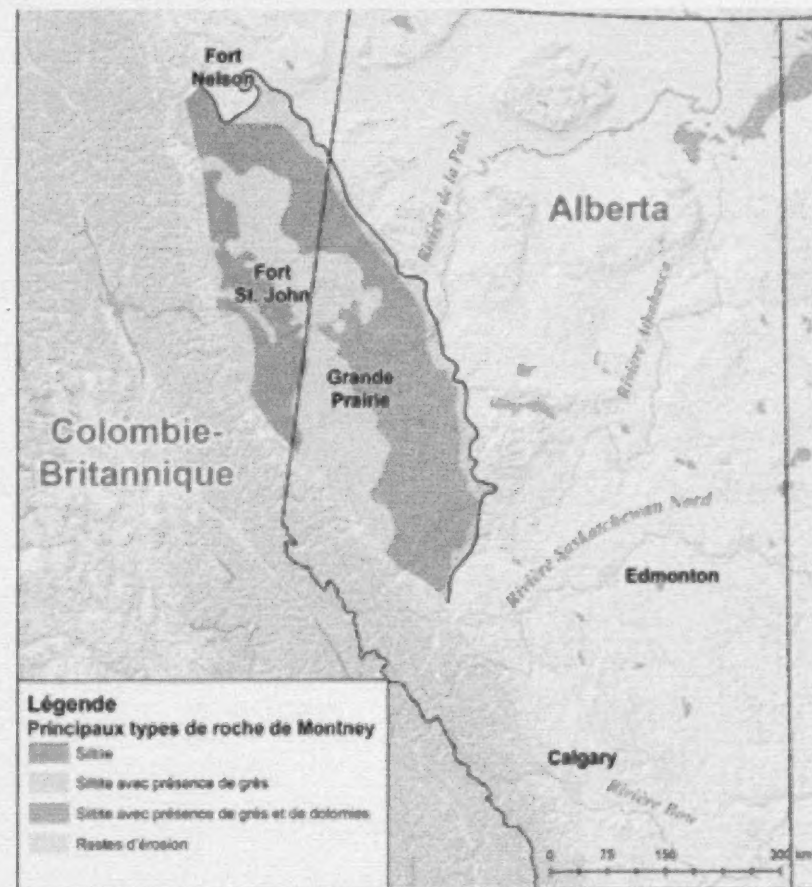 Fort
Nelson
Rivière de la Paix
Alberta
Fort
St. John
Rivière Athabasca
Grande
Prairie
Colombie-
Britannique
Rivière Saskatchewan Nord
Edmonton
Légende
Principaux types de roche de Montney
Siltite
Siltite avec présence de grès
Siltite avec présence de grès et de dolomies
Restes d'érosion
Calgary
Rivière Bow
0 75 150 300 km